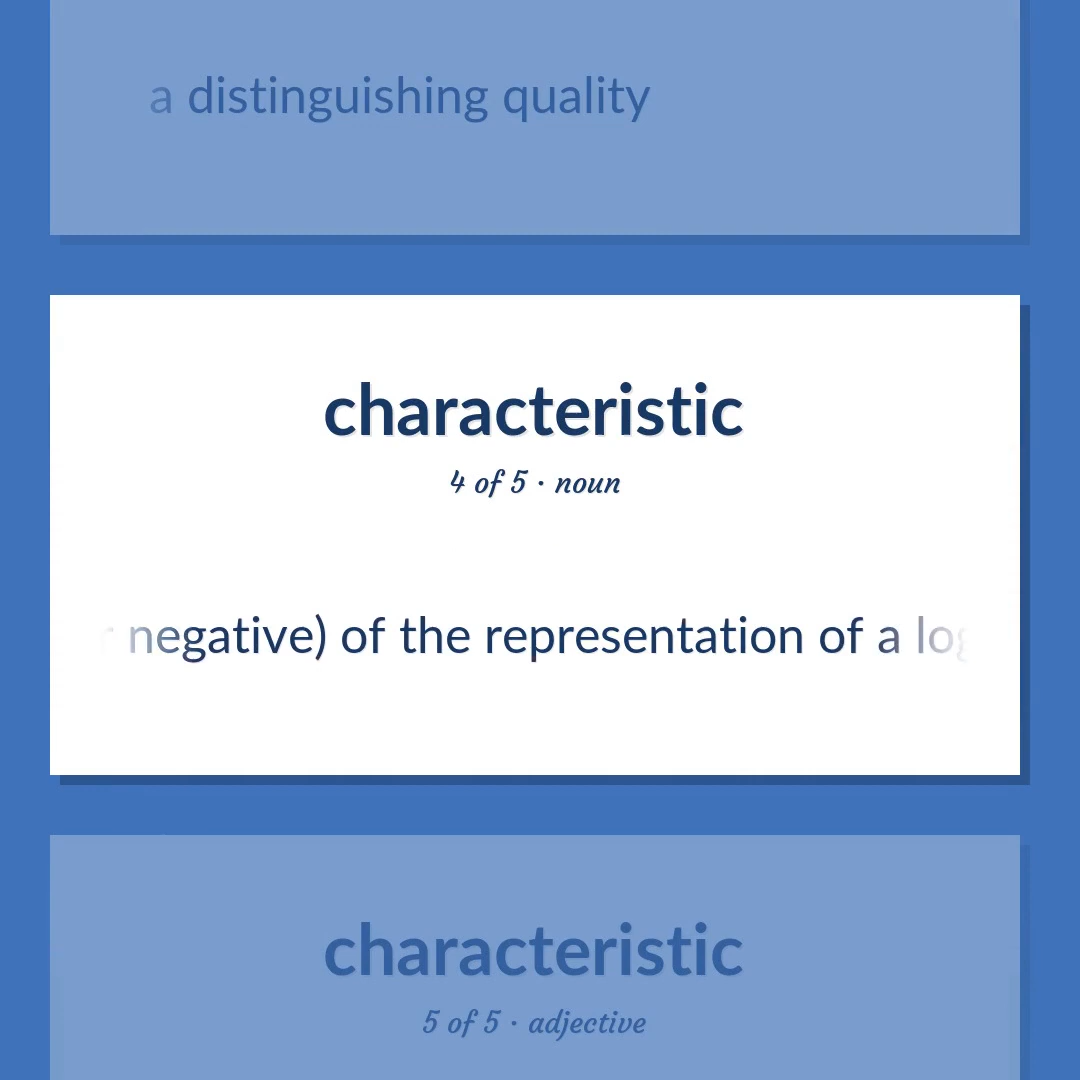 a distinguishing quality
characteristic
4 of 5 · noun
negative) of the representation of a
characteristic
5 of 5 · adjective